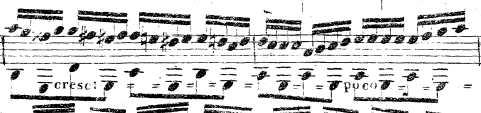 cresc: = = = = = = poco = = =